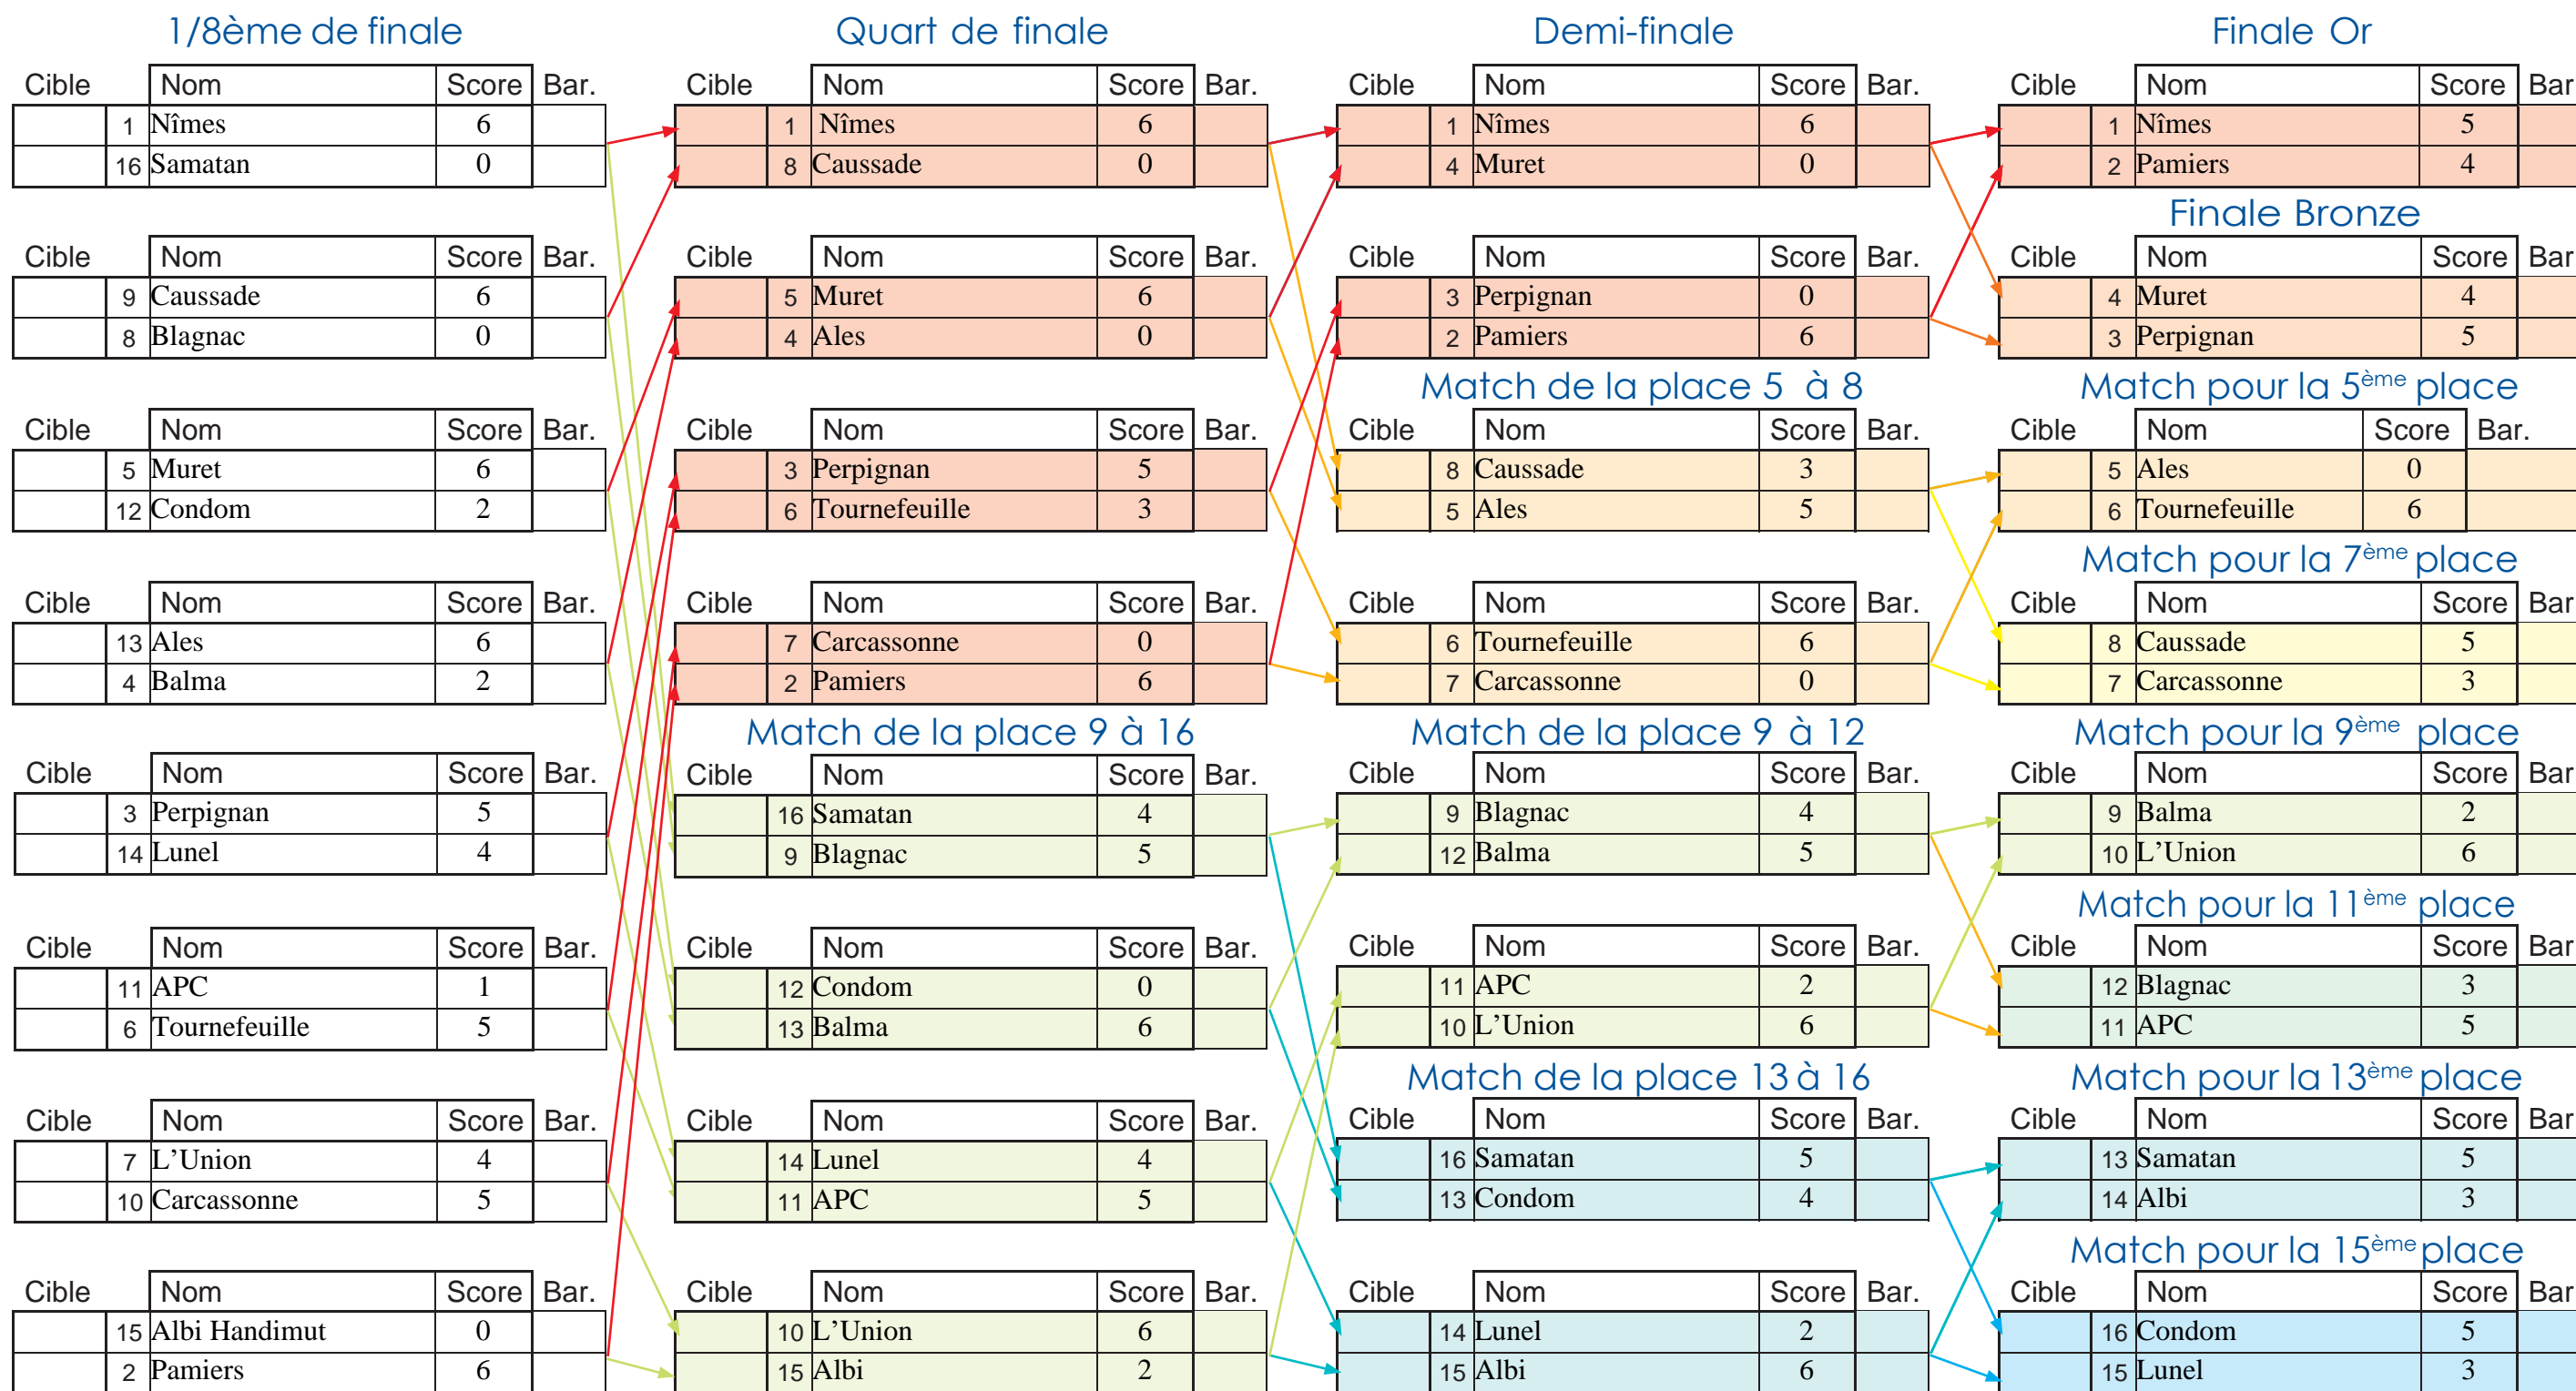 1/8ème de finale Quart de finale Demi-finale Finale Or
Cible Nom Score Bar. Cible Nom Score Bar. Cible Nom Score Bar. Cible Nom Score Bar
1 Nîmes 6 1 Nîmes 6 1 Nîmes 6 1 Nîmes 5
16 Samatan 0 8 Caussade 0 4 Muret 0 2 Pamiers 4
Finale Bronze
Cible Nom Score Bar. Cible Nom Score Bar. Cible Nom Score Bar. Cible Nom Score Bar
9 Caussade 6 5 Muret 6 3 Perpignan 0 4 Muret 4
8 Blagnac 0 4 Ales 0 2 Pamiers 6 3 Perpignan 5
Match de la place 5 à 8 Match pour la 5ème place
Cible Nom Score Bar. Cible Nom Score Bar. Cible Nom Score Bar. Cible Nom Score Bar.
5 Muret 6 3 Perpignan 5 8 Caussade 3 5 Ales 0
12 Condom 2 6 Tournefeuille 3 5 Ales 5 6 Tournefeuille 6
Match pour la 7ème place
Cible Nom Score Bar. Cible Nom Score Bar. Cible Nom Score Bar. Cible Nom Score Bar
13 Ales 6 7 Carcassonne 0 6 Tournefeuille 6 8 Caussade 5
4 Balma 2 2 Pamiers 6 7 Carcassonne 0 7 Carcassonne 3
Match de la place 9 à 16 Match de la place 9 à 12 Match pour la 9ème place
Cible Nom Score Bar. Cible Nom Score Bar. Cible Nom Score Bar. Cible Nom Score Bar
3 Perpignan 5 16 Samatan 4 9 Blagnac 4 9 Balma 2
14 Lunel 4 9 Blagnac 5 12 Balma 5 10 L'Union 6
Match pour la 11ème place
Cible Nom Score Bar. Cible Nom Score Bar. Cible Nom Score Bar. Cible Nom Score Bar
11 APC 1 12 Condom 0 11 APC 2 12 Blagnac 3
6 Tournefeuille 5 13 Balma 6 10 L'Union 6 11 APC 5
Match de la place 13 à 16 Match pour la 13ème place
Cible Nom Score Bar. Cible Nom Score Bar. Cible Nom Score Bar. Cible Nom Score Bar
7 L'Union 4 14 Lunel 4 16 Samatan 5 13 Samatan 5
10 Carcassonne 5 11 APC 5 13 Condom 4 14 Albi 3
Match pour la 15ème place
Cible Nom Score Bar. Cible Nom Score Bar. Cible Nom Score Bar. Cible Nom Score Bar
15 Albi Handimut 0 10 L'Union 6 14 Lunel 2 16 Condom 5
2 Pamiers 6 15 Albi 2 15 Albi 6 15 Lunel 3